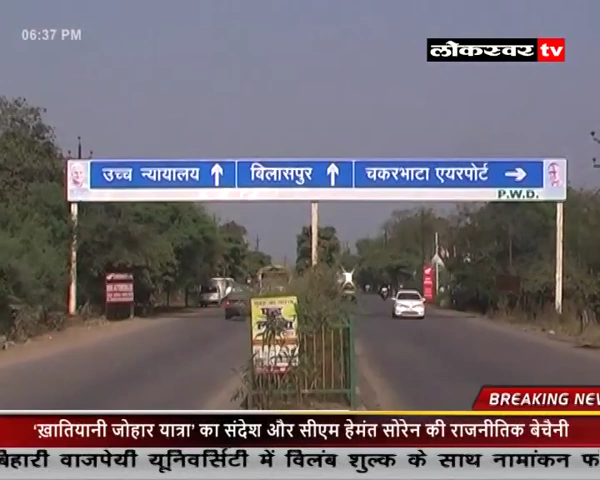 06:37 PM
लोकस्वर tv
उच्च न्यायालय ↑ बिलासपुर ↑ चकरभाटा एयरपोर्ट →
P.W.D.
BREAKING NEW
‘ख़ातियानी जोहार यात्रा’ का संदेश और सीएम हेमंत सोरेन की राजनीतिक बेचैनी
बिहारी वाजपेयी यूनिवर्सिटी में विलंब शुल्क के साथ नामांकन फ